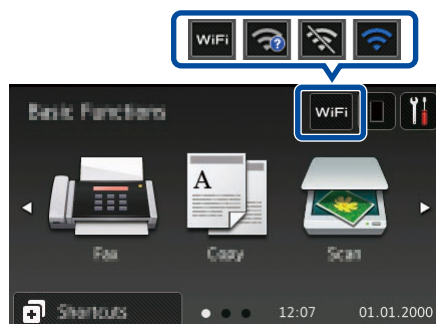 WiFi
Basic Functions
WiFi
A
Fax
Copy
Scan
Shortcuts
12:07
01.01.2000